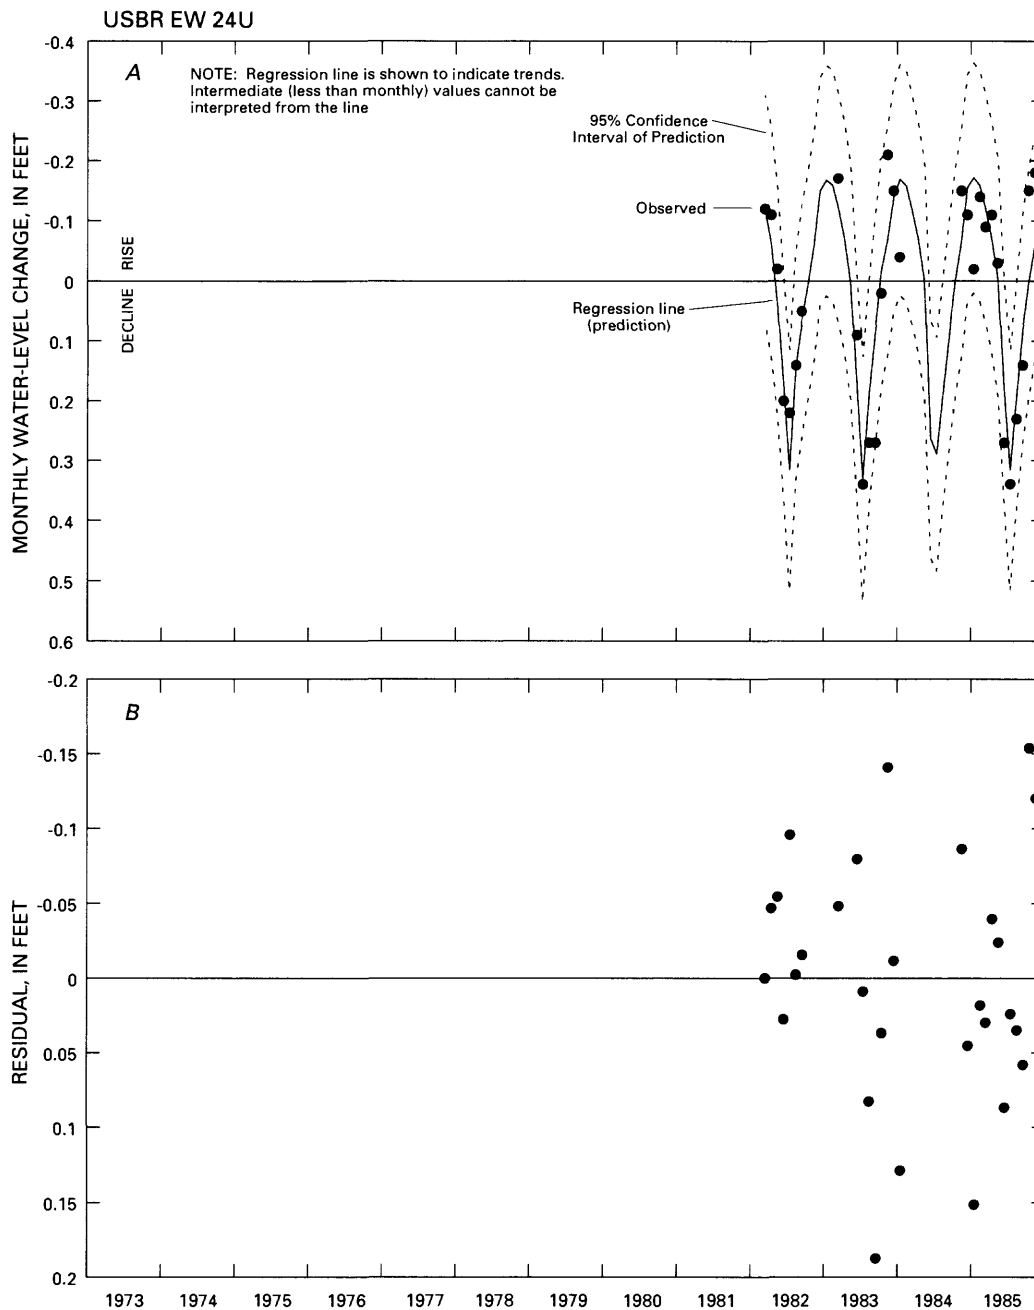 USBR EW 24U
A
NOTE: Regression line is shown to indicate trends.
Intermediate (less than monthly) values cannot be
interpreted from the line
95% Confidence
Interval of Prediction
Observed
Regression line
(prediction)
MONTHLY WATER-LEVEL CHANGE, IN FEET
RISE
DECLINE
-0.4
-0.3
-0.2
-0.1
0
0.1
0.2
0.3
0.4
0.5
0.6
B
RESIDUAL, IN FEET
-0.2
-0.15
-0.1
-0.05
0
0.05
0.1
0.15
0.2
1973 1974 1975 1976 1977 1978 1979 1980 1981 1982 1983 1984 1985